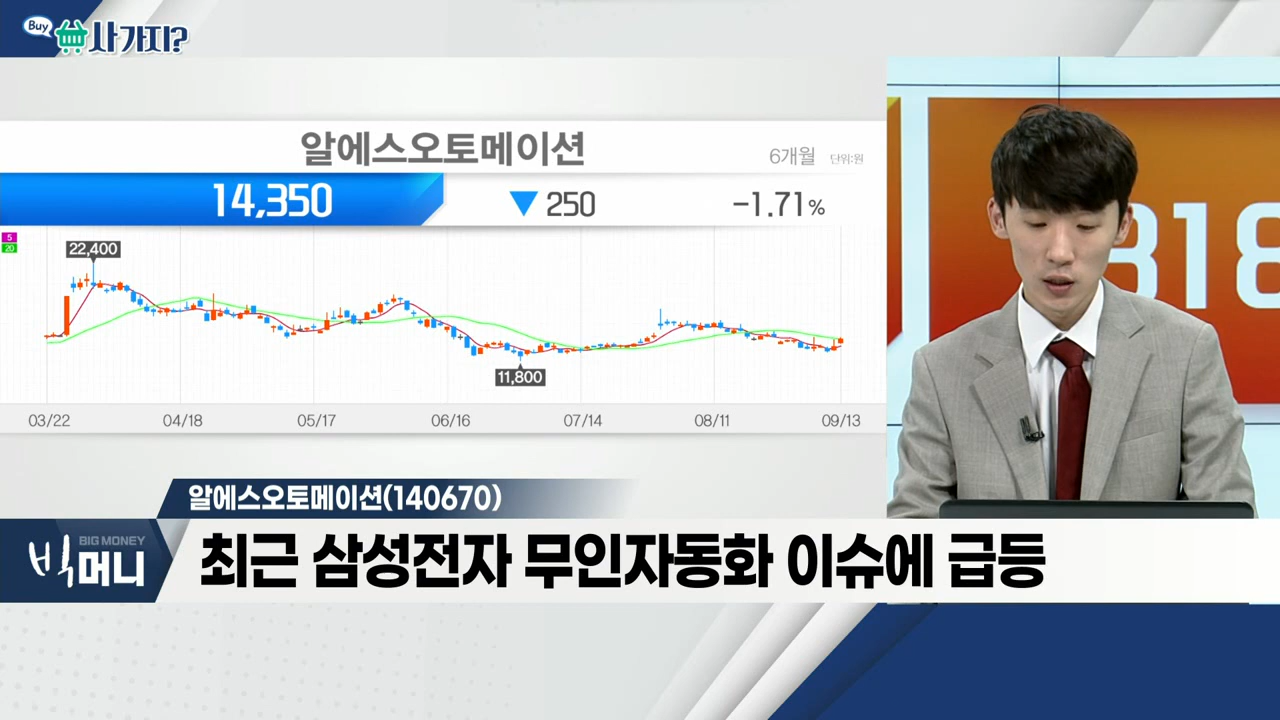 Buy 사 가지?
알에스오토메이션
6개월 단위:원
14,350 ▼ 250 -1.71%
5
20
22,400
11,800
03/22 04/18 05/17 06/16 07/14 08/11 09/13
318
알에스오토메이션(140670)
BIG MONEY
빅머니
최근 삼성전자 무인자동화 이슈에 급등